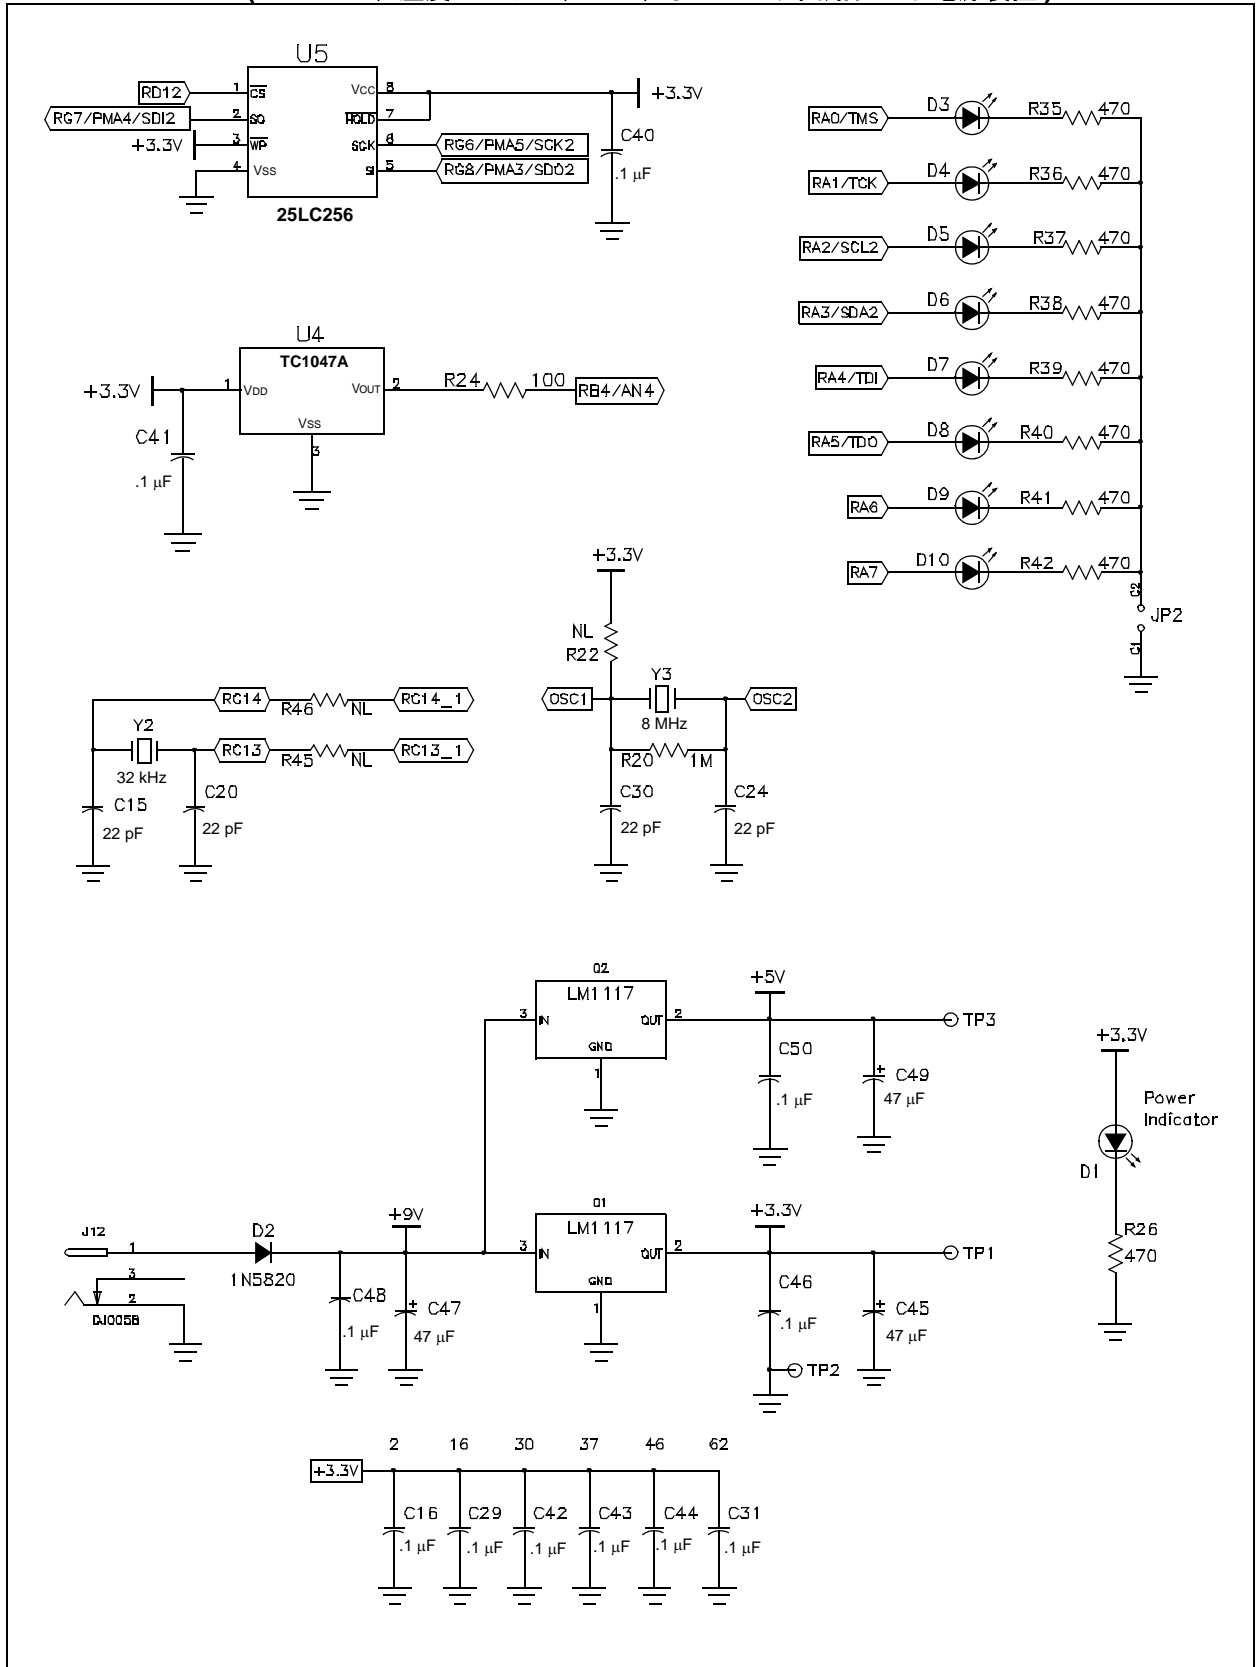 U5
RD12
1
CS
VCC
8
+3.3V
RG7/PMA4/SDI2
2
SO
HOLD
7
+3.3V
3
WP
SCK
6
RG6/PMA5/SCK2
4
VSS
SI
5
RG8/PMA3/SDO2
25LC256
C40
.1 μF
U4
TC1047A
+3.3V
1
VDD
VOUT
2
R24
100
RB4/AN4
VSS
3
C41
.1 μF
RA0/TMS
D3
R35
470
RA1/TCK
D4
R36
470
RA2/SCL2
D5
R37
470
RA3/SDA2
D6
R38
470
RA4/TDI
D7
R39
470
RA5/TDO
D8
R40
470
RA6
D9
R41
470
RA7
D10
R42
470
C2
JP2
C1
RC14
R46
NL
RC14_1
Y2
32 kHz
RC13
R45
NL
RC13_1
C15
22 pF
C20
22 pF
+3.3V
NL
R22
OSC1
Y3
8 MHz
OSC2
R20
1M
C30
22 pF
C24
22 pF
Q2
LM1117
3
IN
OUT
2
GND
1
+5V
TP3
C50
.1 μF
C49
47 μF
+3.3V
Power
Indicator
D1
R26
470
J12
1
3
2
DJ005B
D2
1N5820
+9V
C48
.1 μF
C47
47 μF
Q1
LM1117
3
IN
OUT
2
GND
1
+3.3V
TP1
C46
.1 μF
C45
47 μF
TP2
2 16 30 37 46 62
+3.3V
C16 C29 C42 C43 C44 C31
.1 μF .1 μF .1 μF .1 μF .1 μF .1 μF